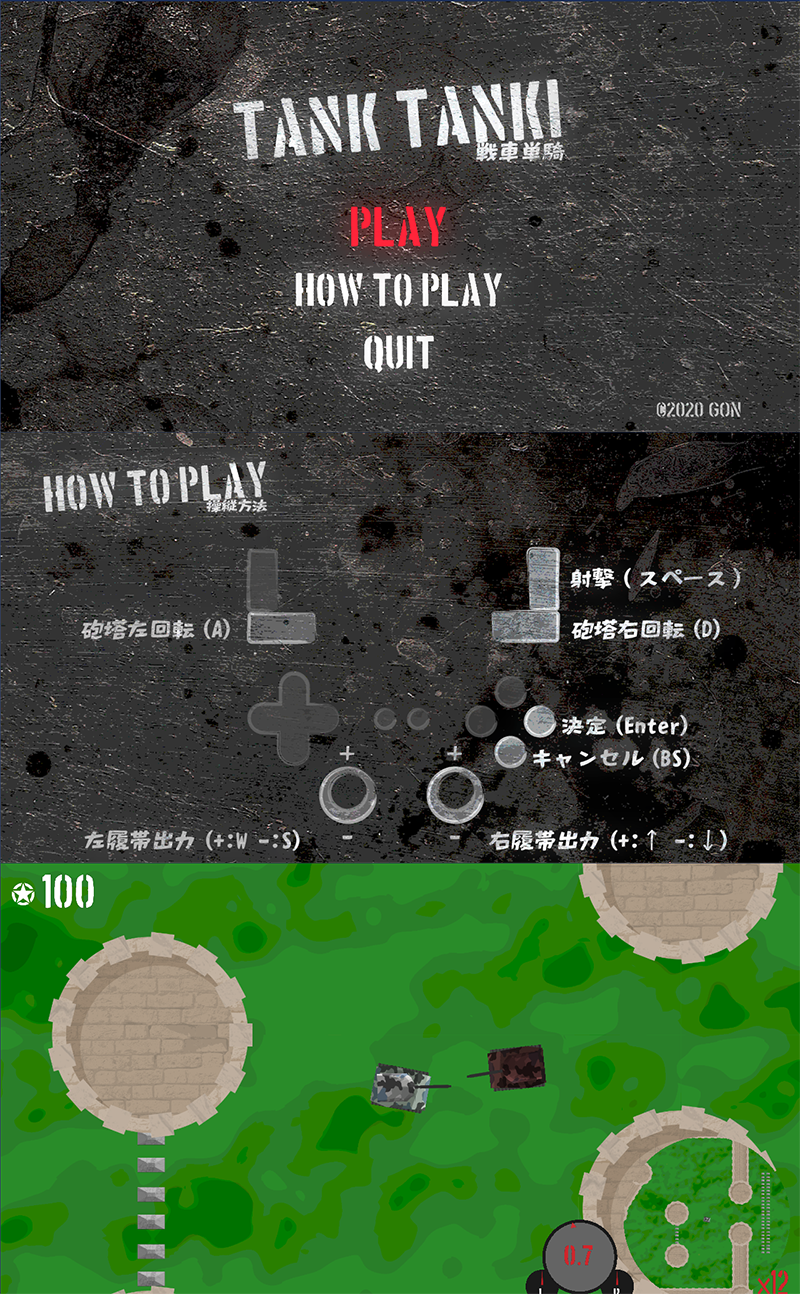 TANK TANKI
戦車単騎
PLAY
HOW TO PLAY
QUIT
©2020 GON
HOW TO PLAY
操縦方法
射撃 (スペース)
砲塔左回転 (A)
砲塔右回転 (D)
決定 (Enter)
キャンセル (BS)
+ +
- -
左履帯出力 (+:W -:S)
右履帯出力 (+:↑ -:↓)
100
0.7
×12